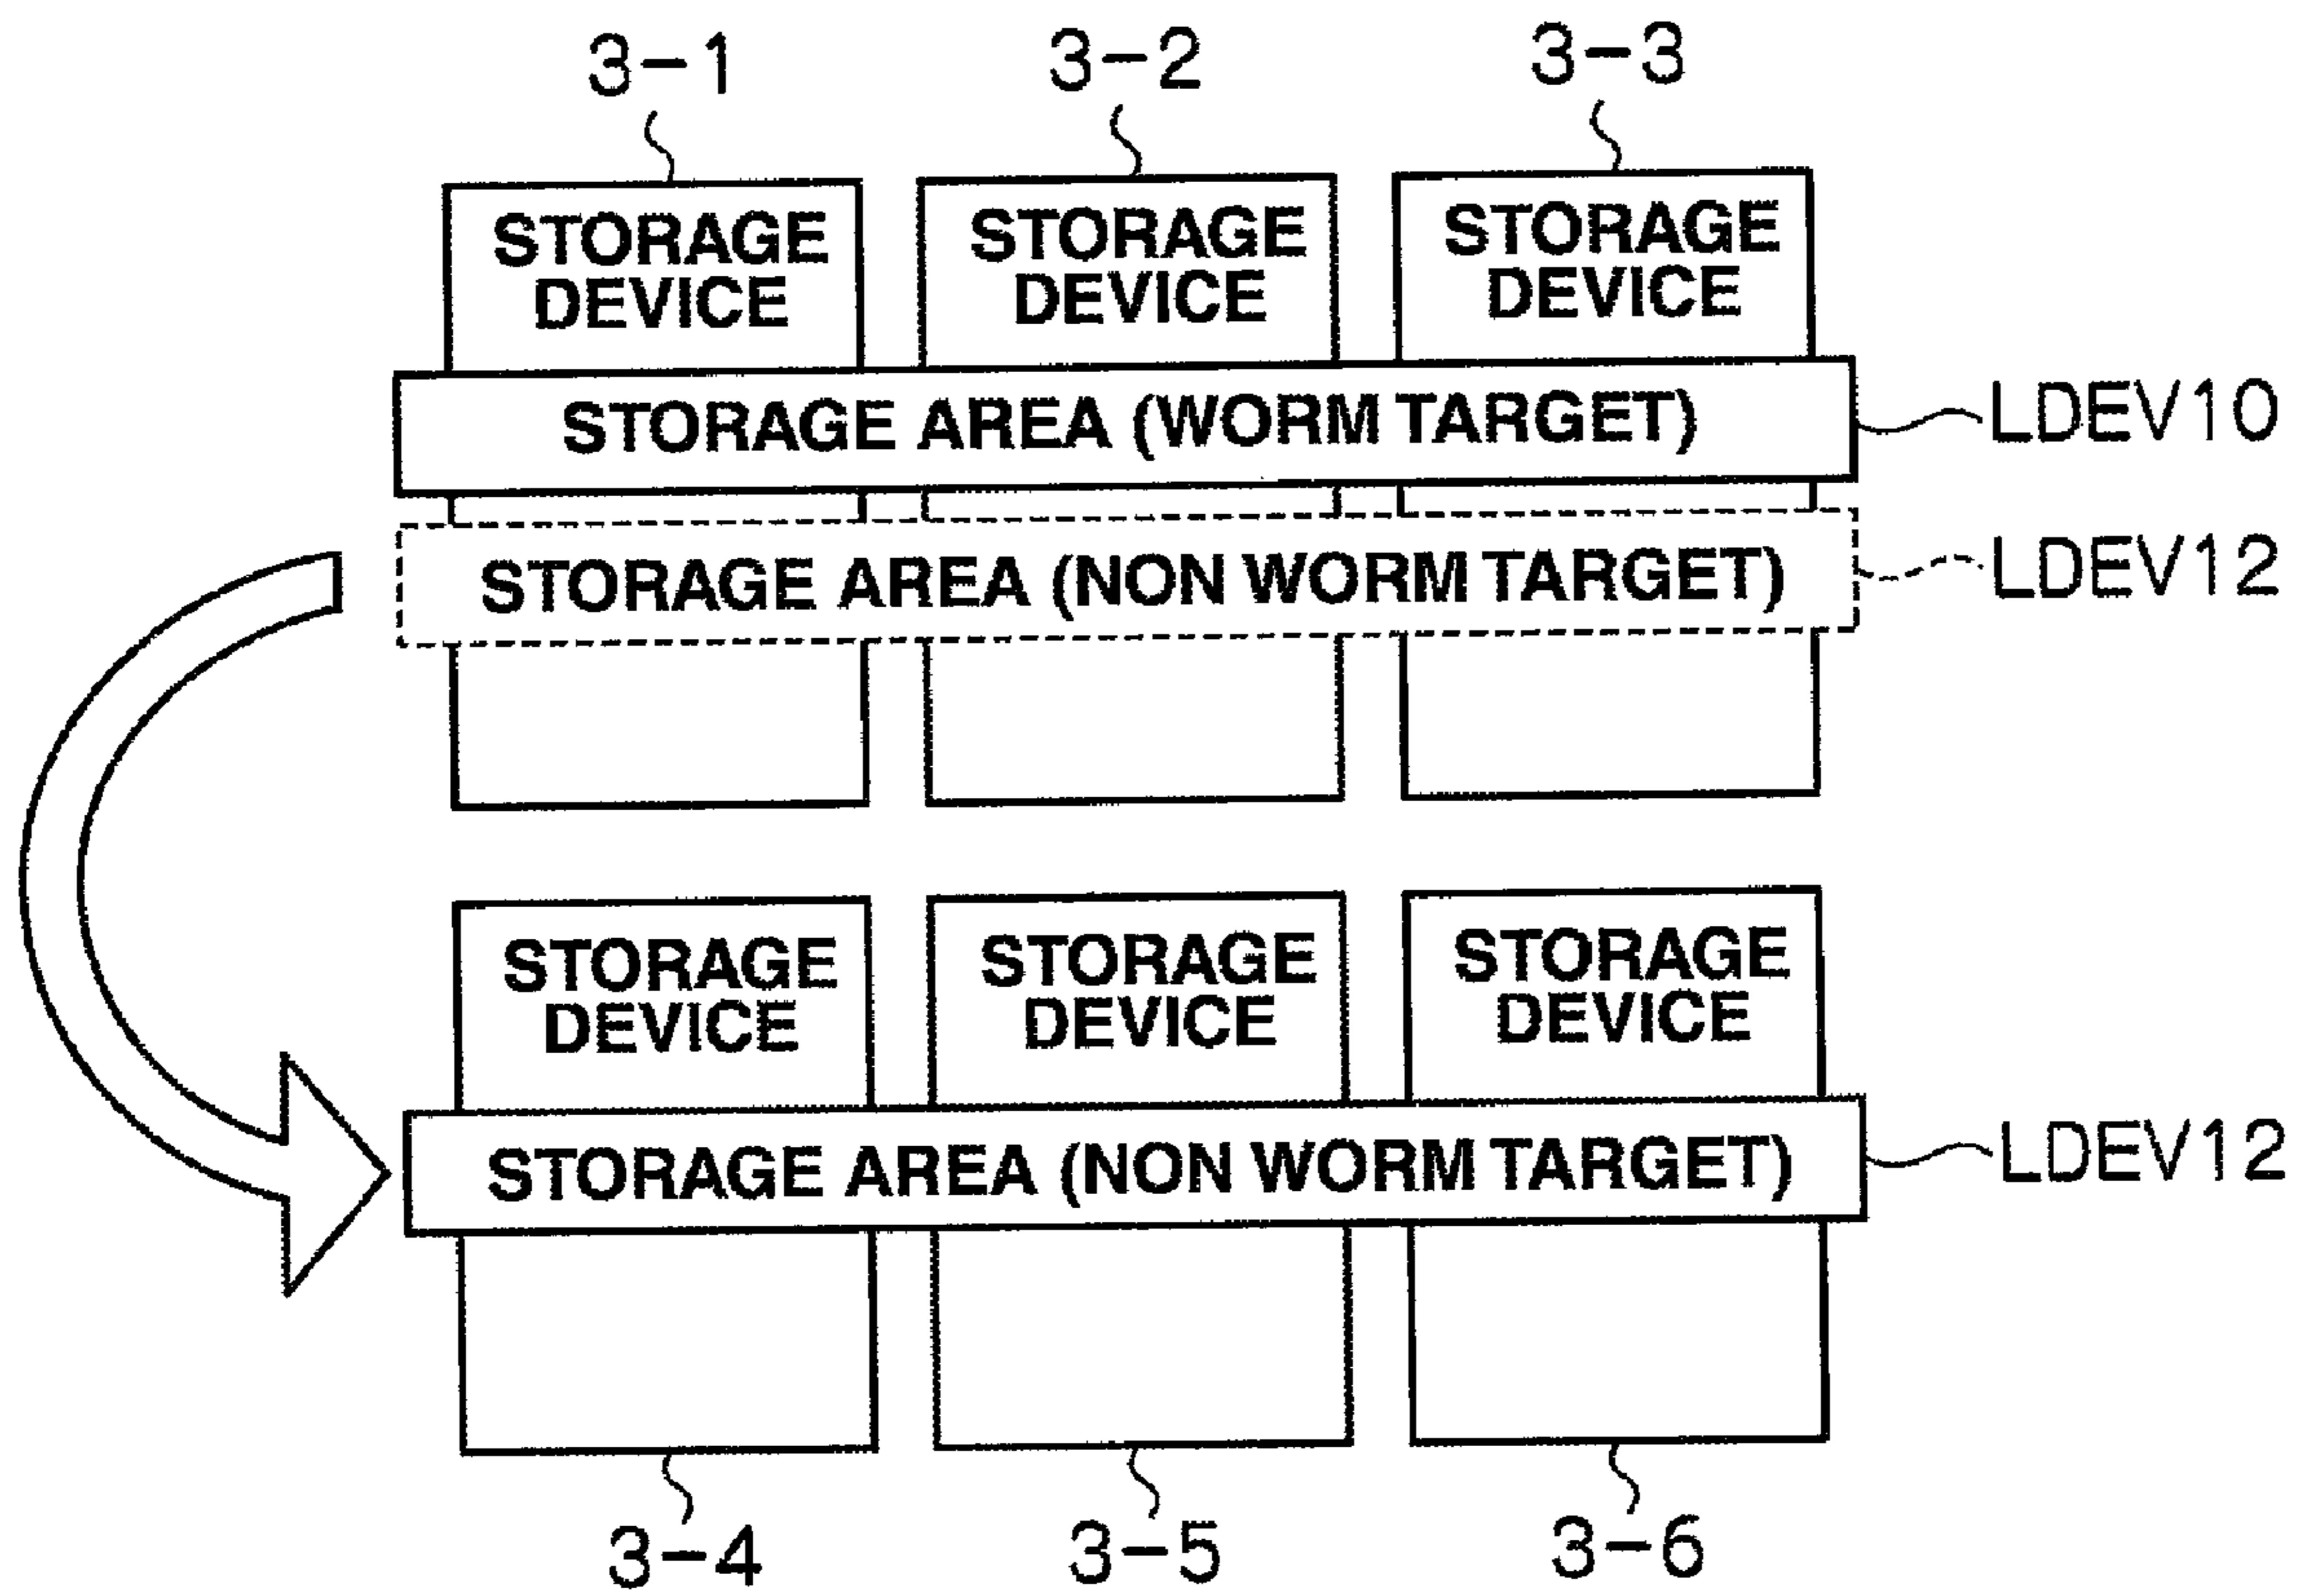 3-1
3-2
3-3
STORAGE
DEVICE
STORAGE
DEVICE
STORAGE
DEVICE
STORAGE AREA (WORM TARGET)
LDEV10
STORAGE AREA (NON WORM TARGET)
LDEV12
STORAGE
DEVICE
STORAGE
DEVICE
STORAGE
DEVICE
STORAGE AREA (NON WORM TARGET)
LDEV12
3-4
3-5
3-6